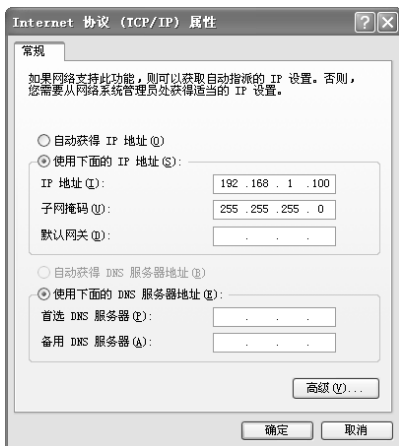 Internet 协议 (TCP/IP) 属性
常规
如果网络支持此功能，则可以获取自动指派的 IP 设置。否则，
您需要从网络系统管理员处获得适当的 IP 设置。
自动获得 IP 地址(O)
使用下面的 IP 地址(S):
IP 地址(I): 192 .168 . 1 .100
子网掩码(U): 255 .255 .255 . 0
默认网关(D): . . .
自动获得 DNS 服务器地址(B)
使用下面的 DNS 服务器地址(E):
首选 DNS 服务器(P): . . .
备用 DNS 服务器(A): . . .
高级(V)...
确定 取消